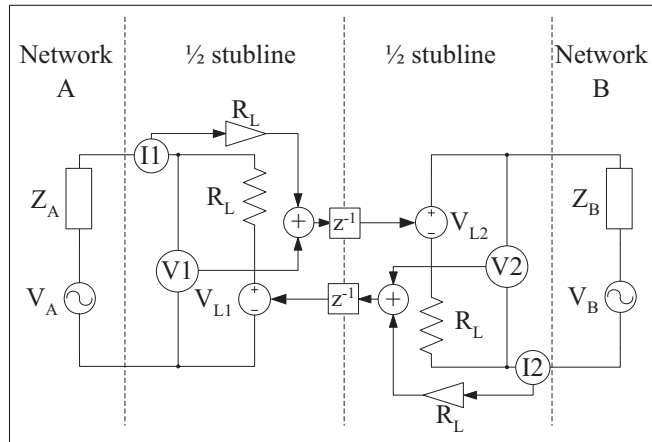 Network
A
½ stubline
½ stubline
Network
B
R_L
I1
Z_A
R_L
+
z⁻¹
+
−
V_L2
Z_B
V1
V2
V_A
V_L1
+
−
z⁻¹
+
R_L
V_B
I2
R_L